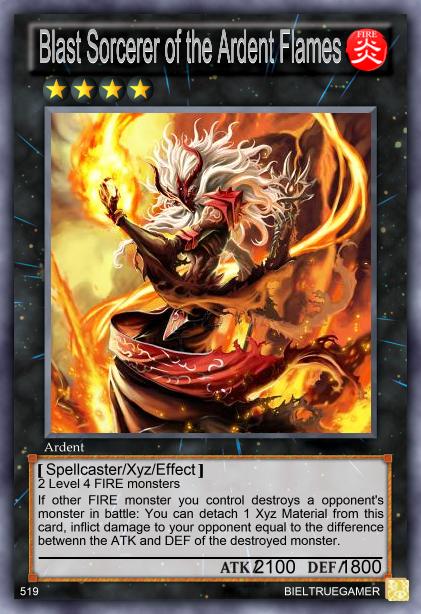 Blast Sorcerer of the Ardent Flames
FIRE
炎
Ardent
[ Spellcaster/Xyz/Effect ]
2 Level 4 FIRE monsters
If other FIRE monster you control destroys a opponent's
monster in battle: You can detach 1 Xyz Material from this
card, inflict damage to your opponent equal to the difference
betwenn the ATK and DEF of the destroyed monster.
ATK/2100 DEF/1800
519
BIELTRUEGAMER